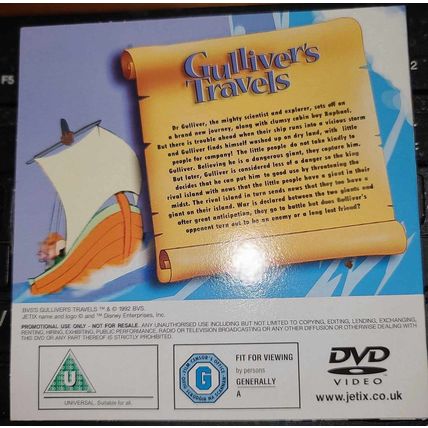 F5
2
Gulliver's
Travels
Dr Gulliver, the mighty scientist and explorer, sets off on
a brand new journey, along with clumsy cabin boy Raphael.
But there is trouble ahead when their ship runs into a vicious storm
and Gulliver finds himself washed up on dry land, with little
people for company! The little people do not take kindly to
Gulliver. Believing he is a dangerous giant, they capture him.
But later, Gulliver is considered less of a danger so the king
decides that he can put him to good use by threatening the
rival island with news that the little people have a giant in their
midst. The rival island in turn sends news that they too have a
giant on their island. War is declared between the two giants and
after great anticipation, they go to battle but does Gulliver's
opponent turn out to be an enemy or a long lost friend?
BVS'S GULLIVER'S TRAVELS ™ & © 1992 BVS.
JETIX name and logo © and ™ Disney Enterprises, Inc.
PROMOTIONAL USE ONLY - NOT FOR RESALE. ANY UNAUTHORISED USE INCLUDING BUT NOT LIMITED TO COPYING, EDITING, LENDING, EXCHANGING,
RENTING, HIRING, EXHIBITING, PUBLIC PERFORMANCE, RADIO OR TELEVISION BROADCASTING OR ANY OTHER DIFFUSION OR OTHERWISE DEALING WITH
THIS DVD OR ANY PART THEREOF IS STRICTLY PROHIBITED.
U
UNIVERSAL Suitable for all.
G
FIT FOR VIEWING
by persons
GENERALLY
A
DVD
VIDEO
www.jetix.co.uk